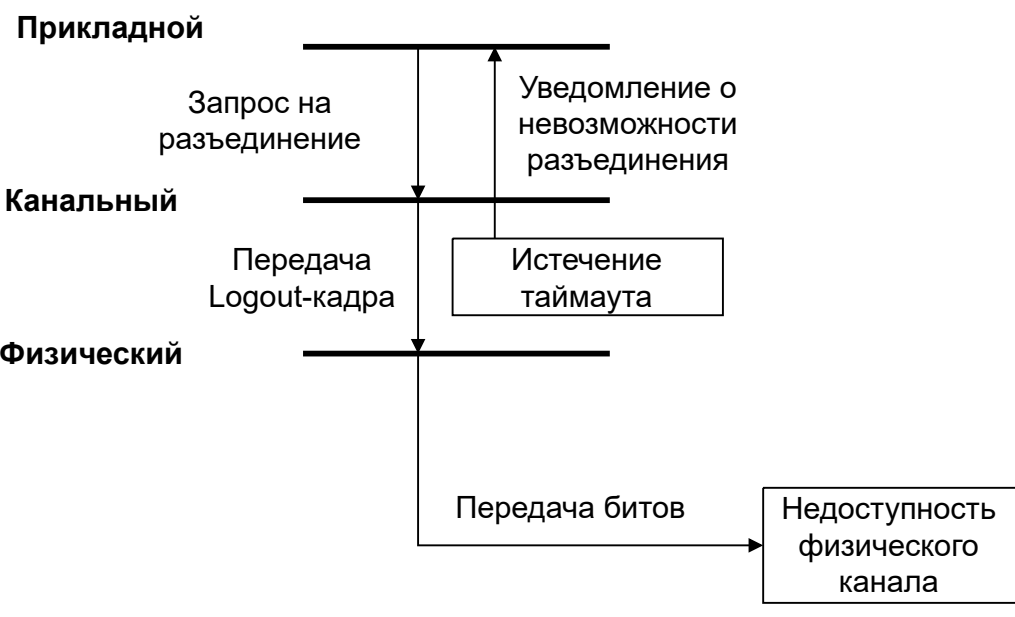 Прикладной
Запрос на
разъединение
Уведомление о
невозможности
разъединения
Канальный
Передача
Logout-кадра
Истечение
таймаута
Физический
Передача битов
Недоступность
физического
канала